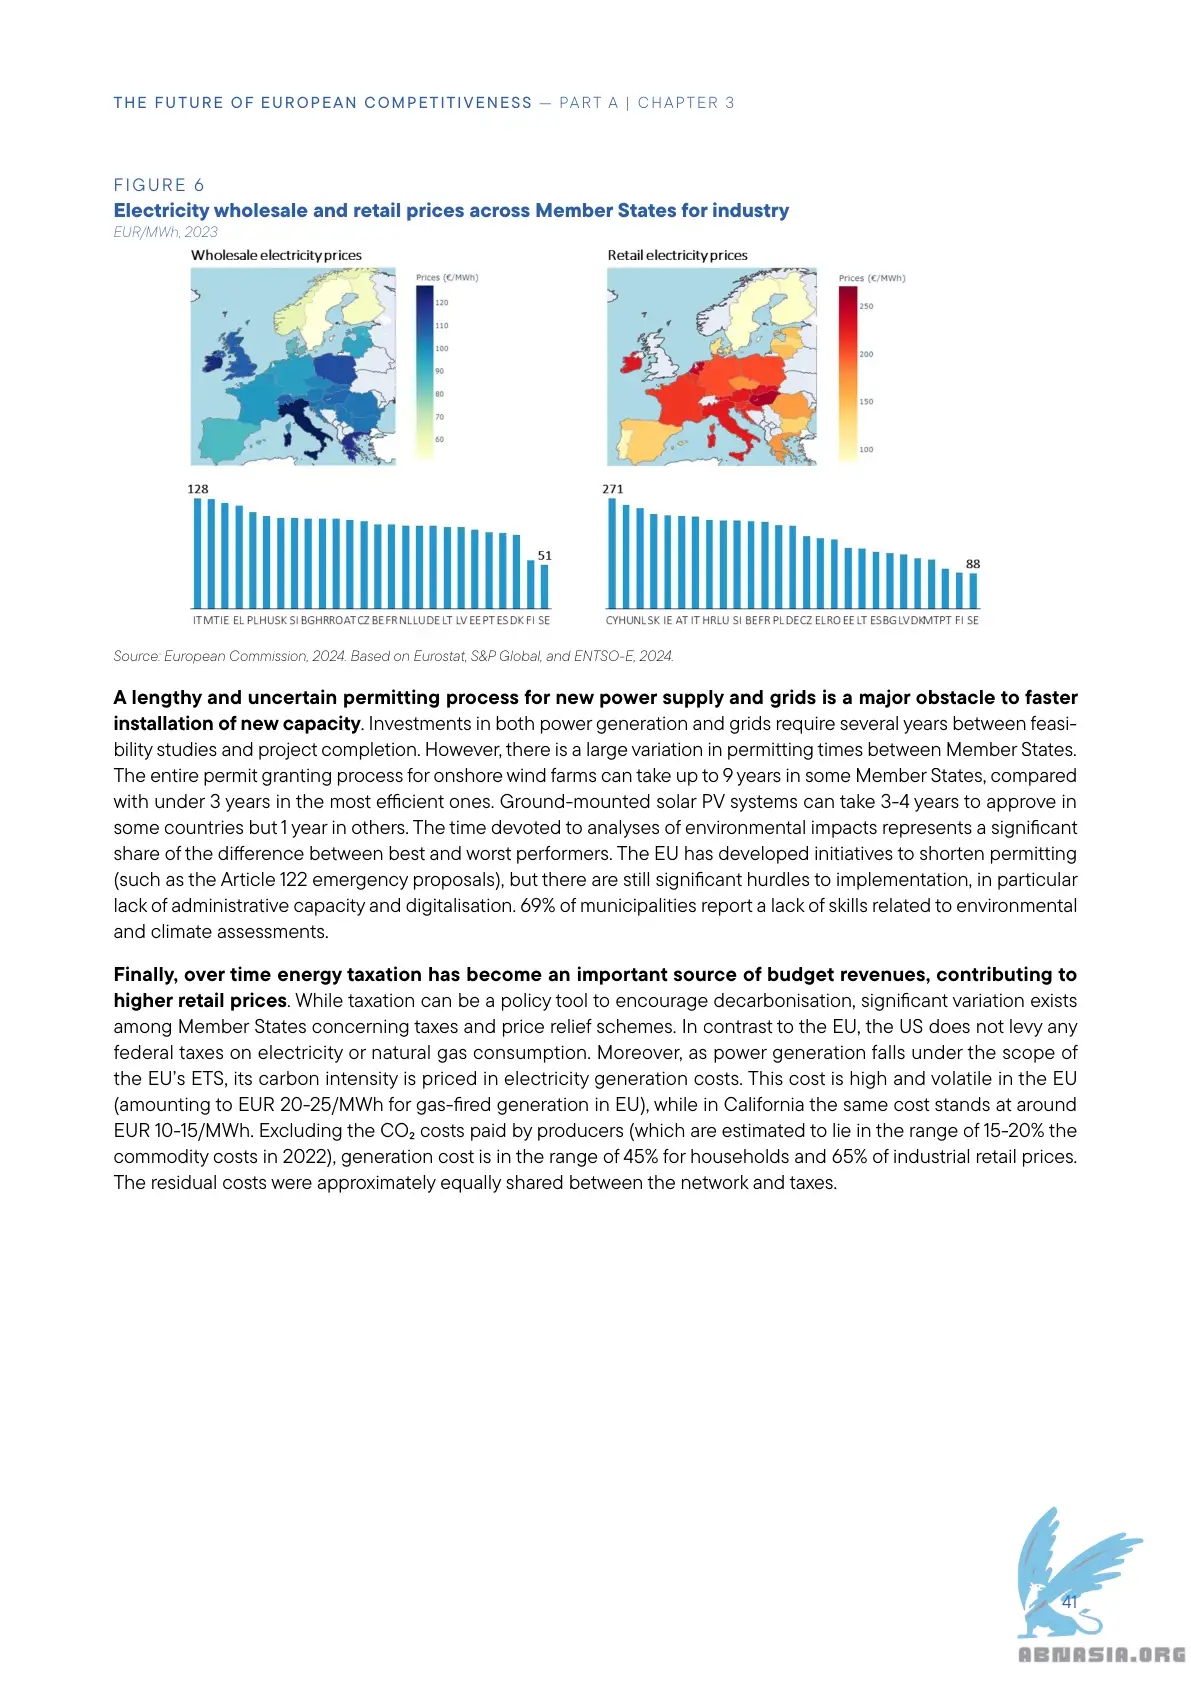 THE FUTURE OF EUROPEAN COMPETITIVENESS — PART A | CHAPTER 3
FIGURE 6
Electricity wholesale and retail prices across Member States for industry
EUR/MWh, 2023
Wholesale electricity prices
Prices (€/MWh)
120
110
100
90
80
70
60
128
51
IT MT IE EL PL HU SK SI BG HR RO AT CZ BE FR NL LU DE LT LV EE PT ES DK FI SE
Retail electricity prices
Prices (€/MWh)
250
200
150
100
271
88
CY HU NL SK IE AT IT HR LU SI BE FR PL DE CZ EL RO EE LT ES BG LV DK MT PT FI SE
Source: European Commission, 2024. Based on Eurostat, S&P Global, and ENTSO-E, 2024.
A lengthy and uncertain permitting process for new power supply and grids is a major obstacle to faster
installation of new capacity. Investments in both power generation and grids require several years between feasi-
bility studies and project completion. However, there is a large variation in permitting times between Member States.
The entire permit granting process for onshore wind farms can take up to 9 years in some Member States, compared
with under 3 years in the most efficient ones. Ground-mounted solar PV systems can take 3-4 years to approve in
some countries but 1 year in others. The time devoted to analyses of environmental impacts represents a significant
share of the difference between best and worst performers. The EU has developed initiatives to shorten permitting
(such as the Article 122 emergency proposals), but there are still significant hurdles to implementation, in particular
lack of administrative capacity and digitalisation. 69% of municipalities report a lack of skills related to environmental
and climate assessments.
Finally, over time energy taxation has become an important source of budget revenues, contributing to
higher retail prices. While taxation can be a policy tool to encourage decarbonisation, significant variation exists
among Member States concerning taxes and price relief schemes. In contrast to the EU, the US does not levy any
federal taxes on electricity or natural gas consumption. Moreover, as power generation falls under the scope of
the EU's ETS, its carbon intensity is priced in electricity generation costs. This cost is high and volatile in the EU
(amounting to EUR 20-25/MWh for gas-fired generation in EU), while in California the same cost stands at around
EUR 10-15/MWh. Excluding the CO₂ costs paid by producers (which are estimated to lie in the range of 15-20% the
commodity costs in 2022), generation cost is in the range of 45% for households and 65% of industrial retail prices.
The residual costs were approximately equally shared between the network and taxes.
41
ABNASIA.ORG